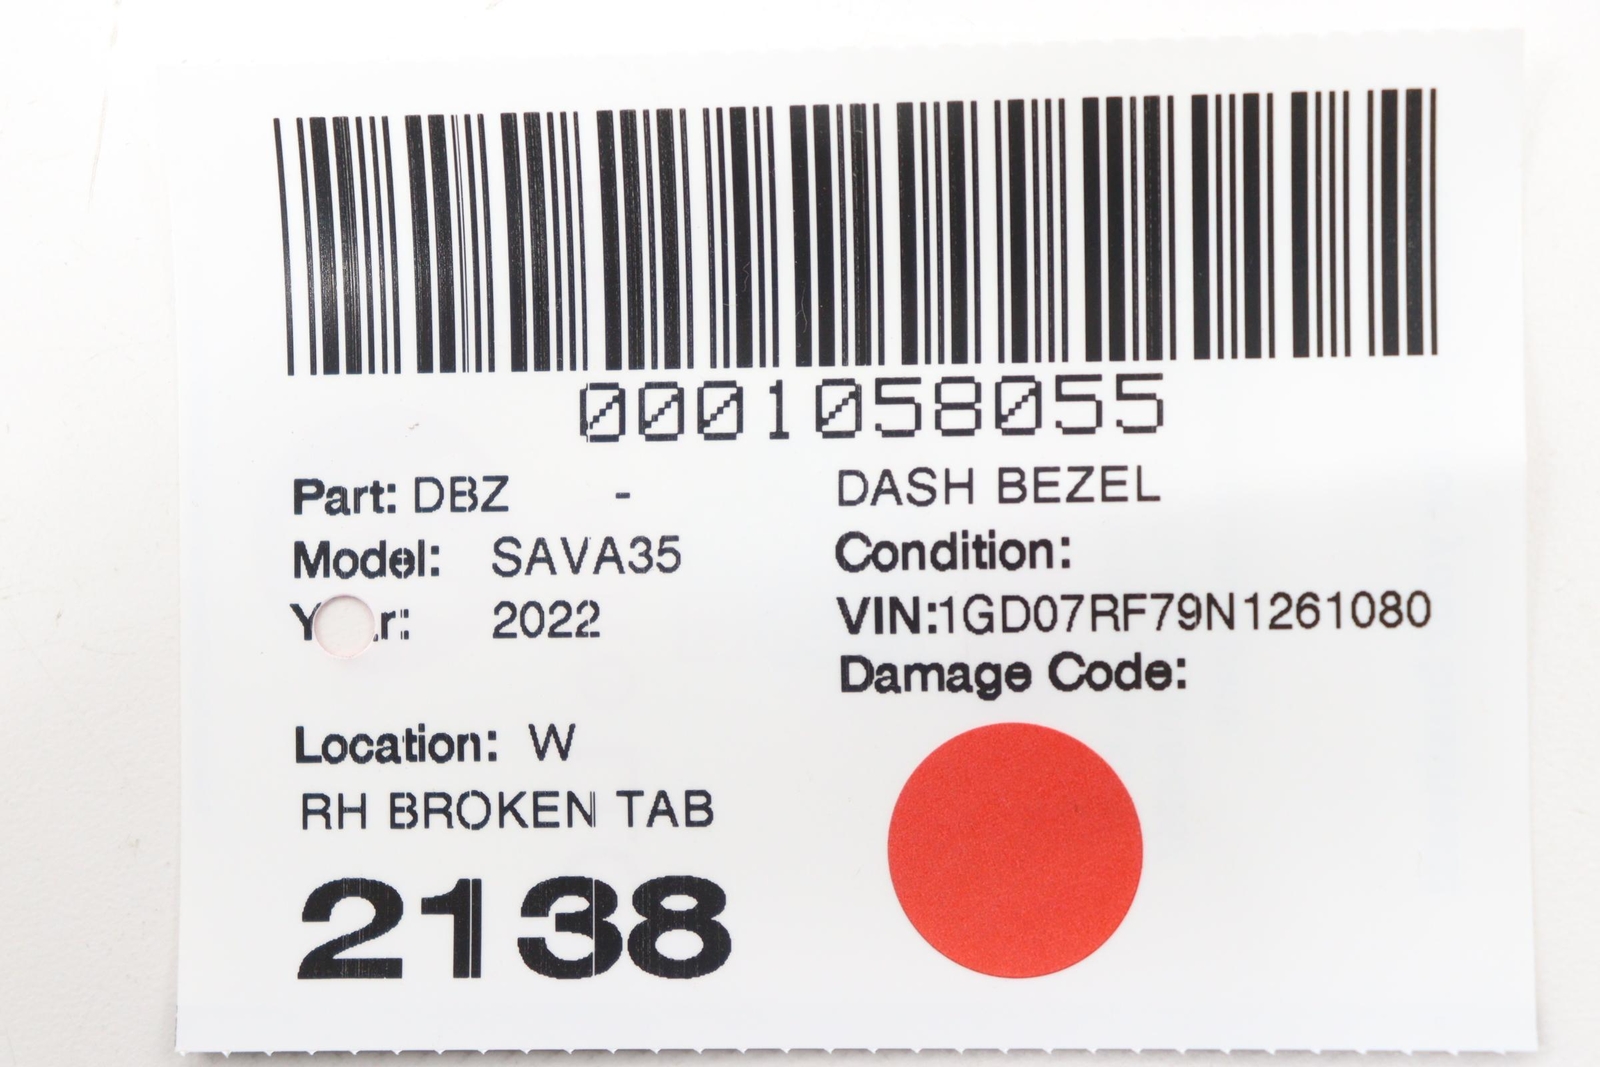 0001058055
Part: DBZ - DASH BEZEL
Model: SAVA35 Condition:
2022 VIN:1GD07RF79N1261080
Damage Code:
Location: W
RH BROKEN TAB
2138